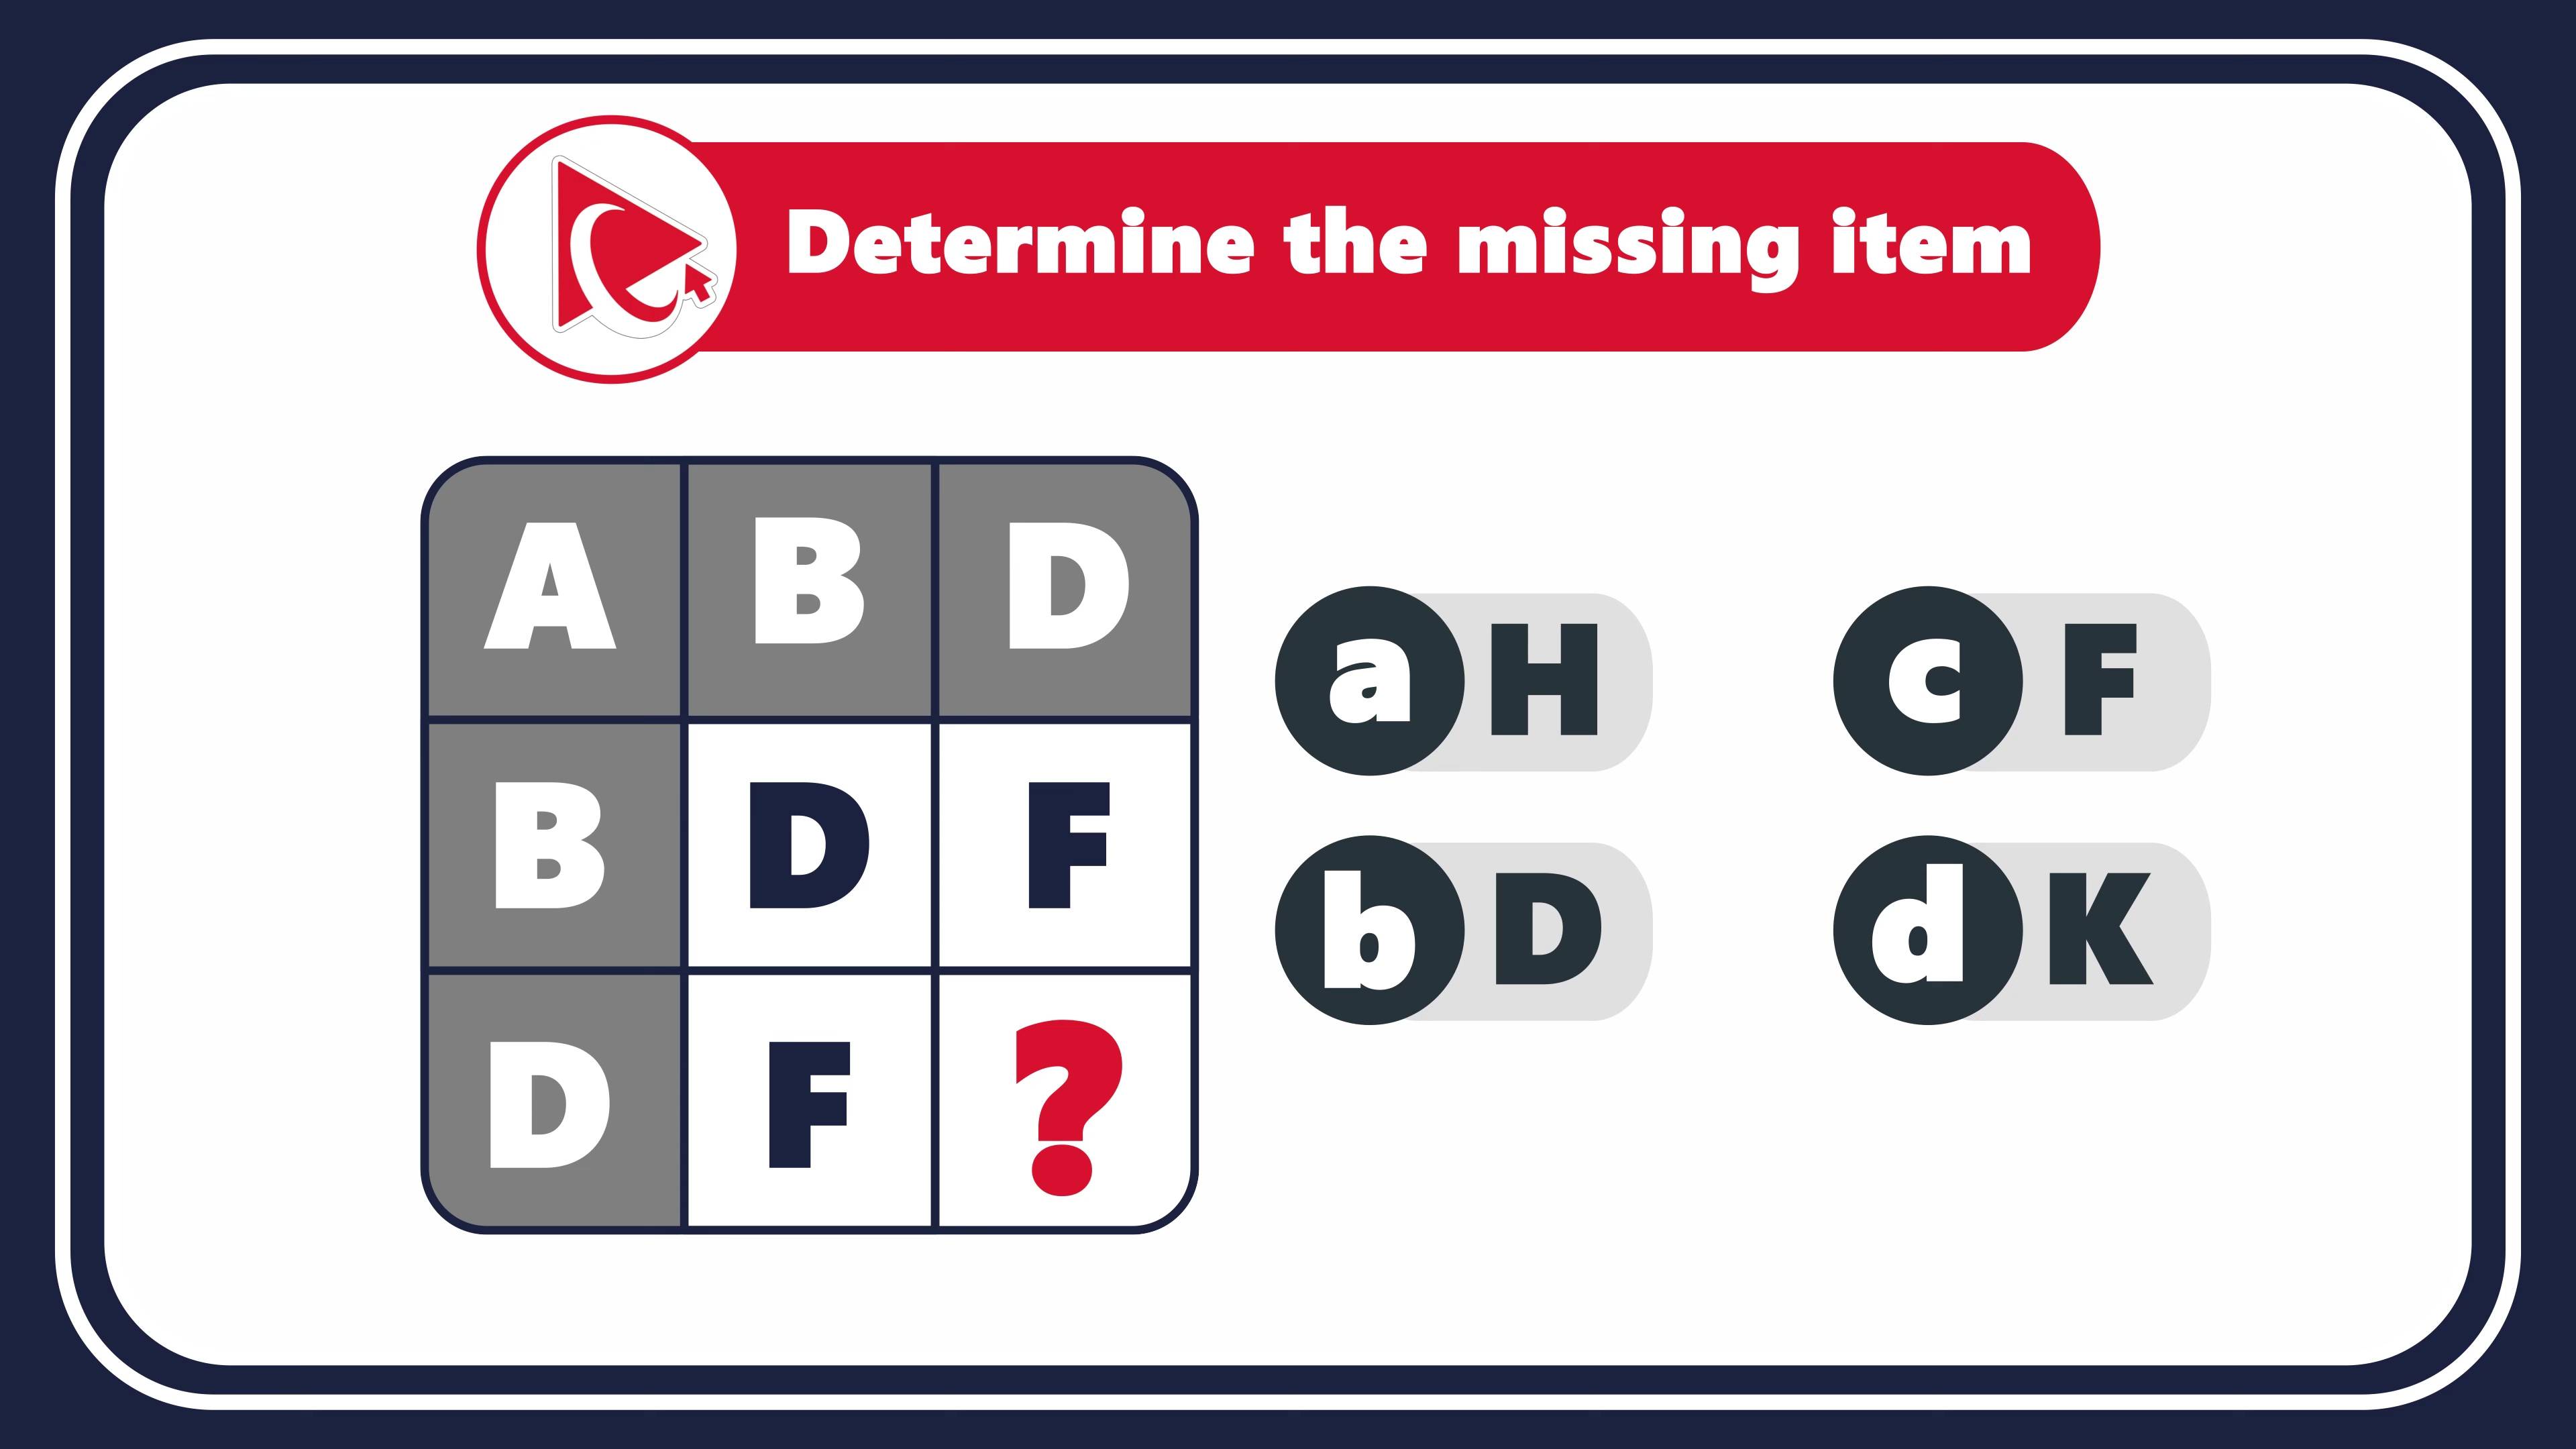 Determine the missing item
A B D
B D F
D F ?
a H
c F
b D
d K